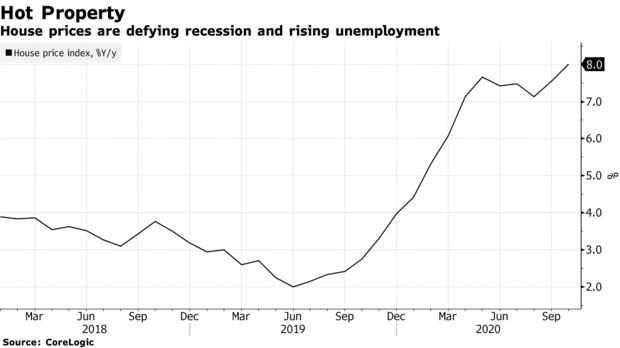 Hot Property
House prices are defying recession and rising unemployment
House price index, %Y/y
8.0
7.0
6.0
5.0
4.0
3.0
2.0
%
Mar Jun Sep Dec Mar Jun Sep Dec Mar Jun Sep
2018 2019 2020
Source: CoreLogic